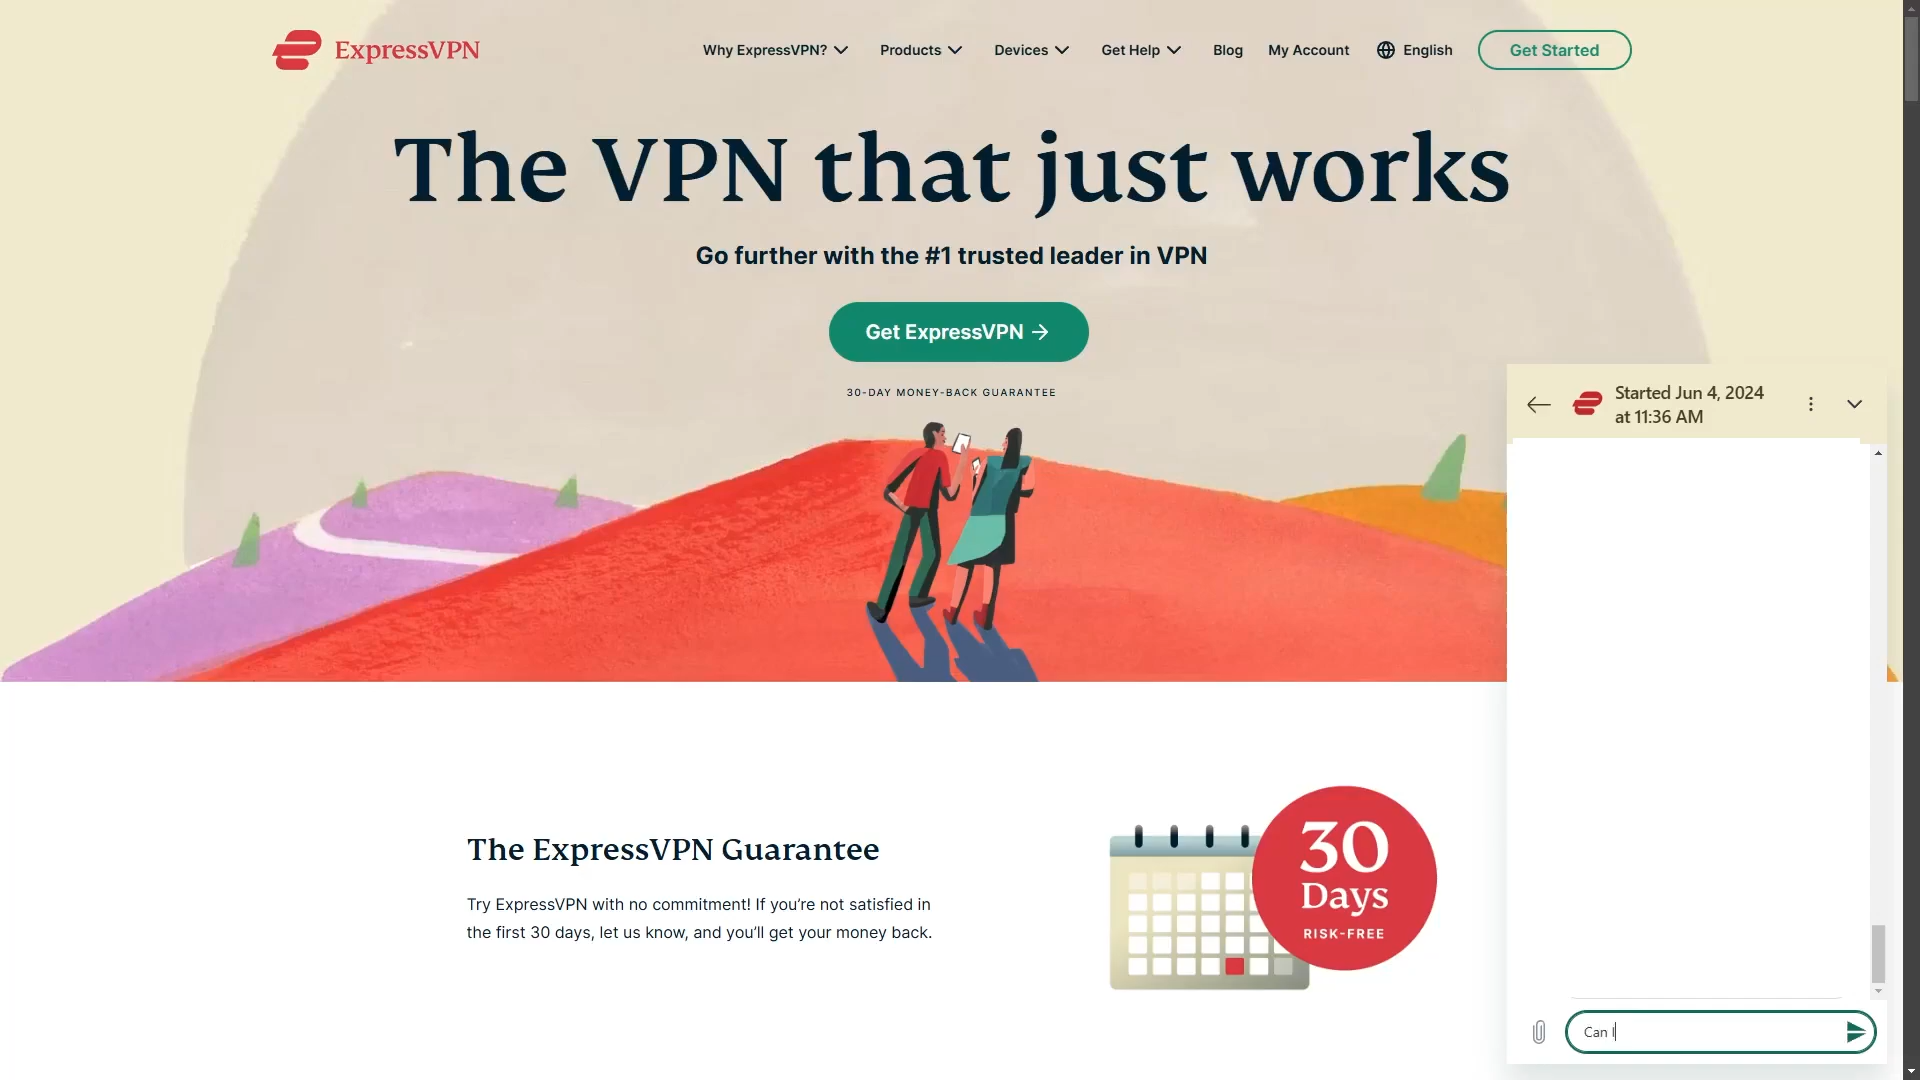 ExpressVPN
Why ExpressVPN?
Products
Devices
Get Help
Blog
My Account
English
Get Started
The VPN that just works
Go further with the #1 trusted leader in VPN
Get ExpressVPN
30-DAY MONEY-BACK GUARANTEE
Started Jun 4, 2024
at 11:36 AM
The ExpressVPN Guarantee
Try ExpressVPN with no commitment! If you’re not satisfied in
the first 30 days, let us know, and you’ll get your money back.
30
Days
RISK-FREE
Can I